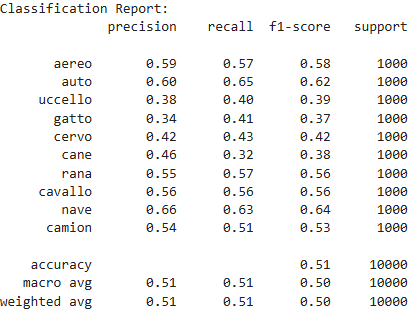 Classification Report:
precision recall f1-score support
aereo 0.59 0.57 0.58 1000
auto 0.60 0.65 0.62 1000
uccello 0.38 0.40 0.39 1000
gatto 0.34 0.41 0.37 1000
cervo 0.42 0.43 0.42 1000
cane 0.46 0.32 0.38 1000
rana 0.55 0.57 0.56 1000
cavallo 0.56 0.56 0.56 1000
nave 0.66 0.63 0.64 1000
camion 0.54 0.51 0.53 1000
accuracy 0.51 10000
macro avg 0.51 0.51 0.50 10000
weighted avg 0.51 0.51 0.50 10000